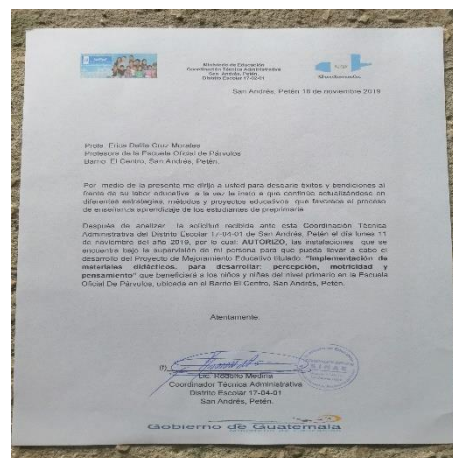 Ministerio de Educación
Coordinación Técnica Administrativa
San Andrés, Petén.
Distrito Escolar 17-04-01
Guatemala
San Andrés, Petén 18 de noviembre 2019
Profa. Erica Delfia Cruz Morales
Profesora de la Escuela Oficial de Párvulos
Barrio El Centro, San Andrés, Petén.
Por medio de la presente me dirijo a usted para desearle éxitos y bendiciones al
frente de su labor educativa a la vez le insto a que continúe actualizándose en
diferentes estrategias, métodos y proyectos educativos que favorecen el proceso
de enseñanza aprendizaje de los estudiantes de preprimaria
Después de analizar la solicitud recibida ante esta Coordinación Técnica
Administrativa del Distrito Escolar 17-04-01 de San Andrés, Petén el día lunes 11
de noviembre del año 2019, por lo cual: AUTORIZO, las instalaciones que se
encuentra bajo la supervisión de mi persona para que pueda llevar a cabo el
desarrollo del Proyecto de Mejoramiento Educativo titulado: "Implementación de
materiales didácticos, para desarrollar: percepción, motricidad y
pensamiento" que beneficiará a los niños y niñas del nivel primario en la Escuela
Oficial De Párvulos, ubicada en el Barrio El Centro, San Andrés, Petén.
Atentamente:
(f)
Lic. Rodolfo Medina
Coordinador Técnica Administrativa
Distrito Escolar 17-04-01
San Andrés, Petén.
Gobierno de Guatemala